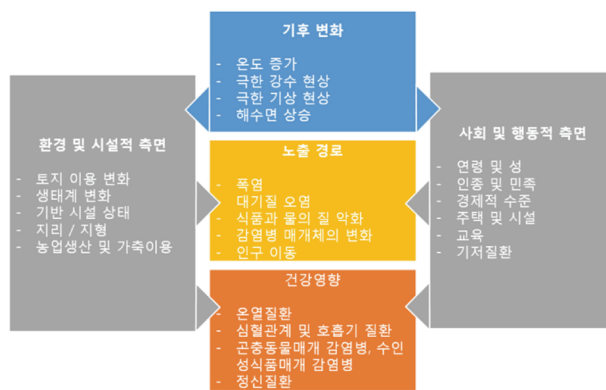 기후 변화
- 온도 증가
- 극한 강수 현상
- 극한 기상 현상
- 해수면 상승
환경 및 시설적 측면
- 토지 이용 변화
- 생태계 변화
- 기반 시설 상태
- 지리 / 지형
- 농업생산 및 가축이용
노출 경로
- 폭염
- 대기질 오염
- 식품과 물의 질 악화
- 감염병 매개체의 변화
- 인구 이동
사회 및 행동적 측면
- 연령 및 성
- 인종 및 민족
- 경제적 수준
- 주택 및 시설
- 교육
- 기저질환
건강영향
- 온열질환
- 심혈관계 및 호흡기 질환
- 곤충동물매개 감염병, 수인
성식품매개 감염병
- 정신질환